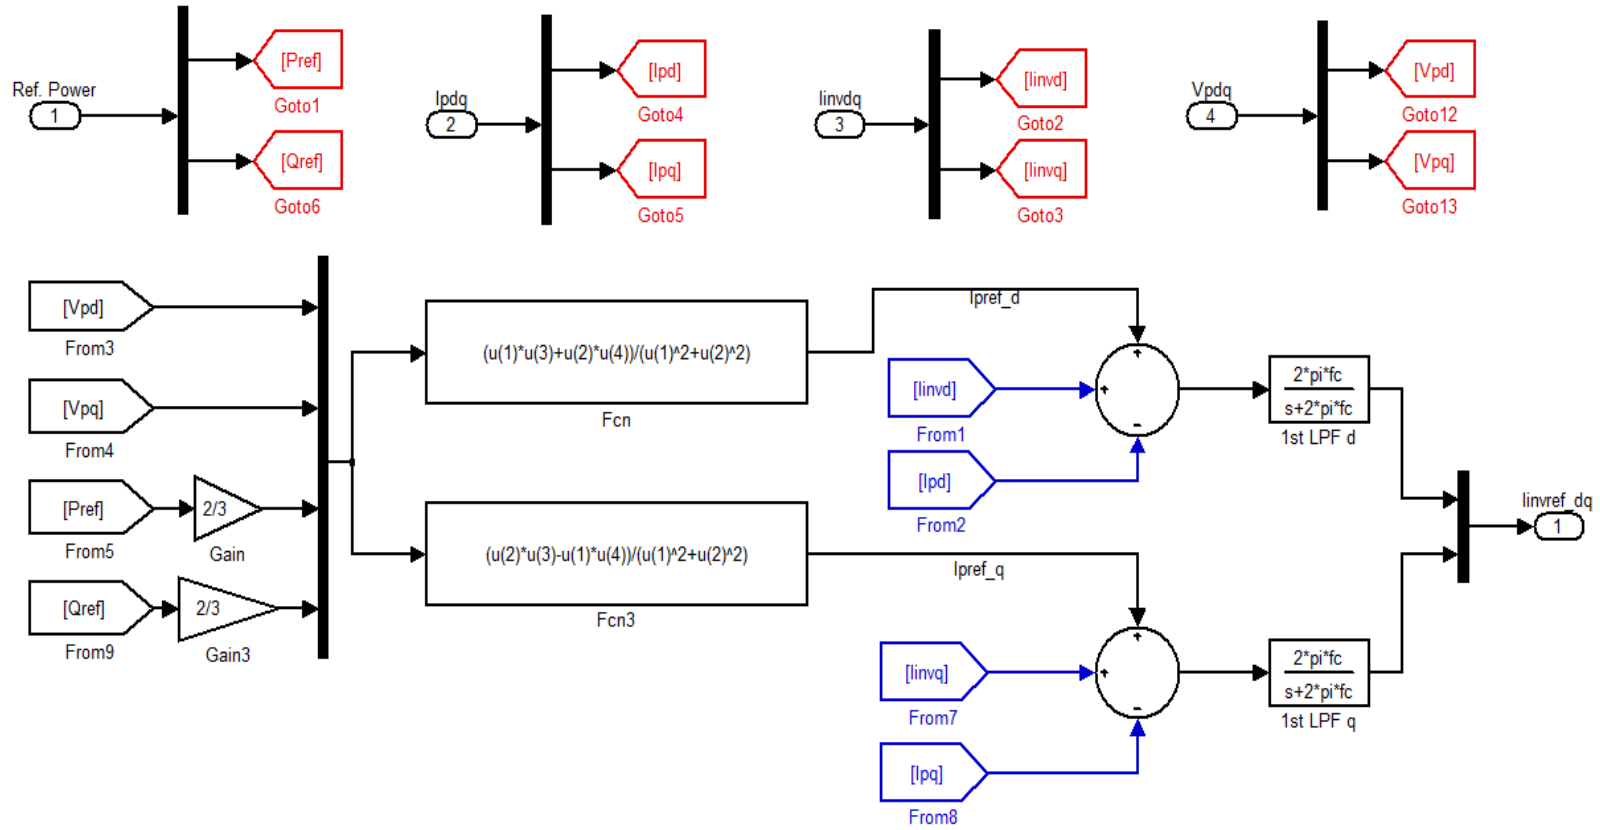 Ref. Power
1
[Pref]
Goto1
[Qref]
Goto6
Ipdq
2
[Ipd]
Goto4
[Ipq]
Goto5
Iinvdq
3
[Iinvd]
Goto2
[Iinvq]
Goto3
Vpdq
4
[Vpd]
Goto12
[Vpq]
Goto13
[Vpd]
From3
[Vpq]
From4
[Pref]
From5
2/3
Gain
[Qref]
From9
2/3
Gain3
(u(1)*u(3)+u(2)*u(4))/(u(1)^2+u(2)^2)
Fcn
(u(2)*u(3)-u(1)*u(4))/(u(1)^2+u(2)^2)
Fcn3
Ipref_d
[Iinvd]
From1
[Ipd]
From2
+
+
-
2*pi*fc
s+2*pi*fc
1st LPF d
Ipref_q
[Iinvq]
From7
[Ipq]
From8
+
+
-
2*pi*fc
s+2*pi*fc
1st LPF q
Iinvref_dq
1